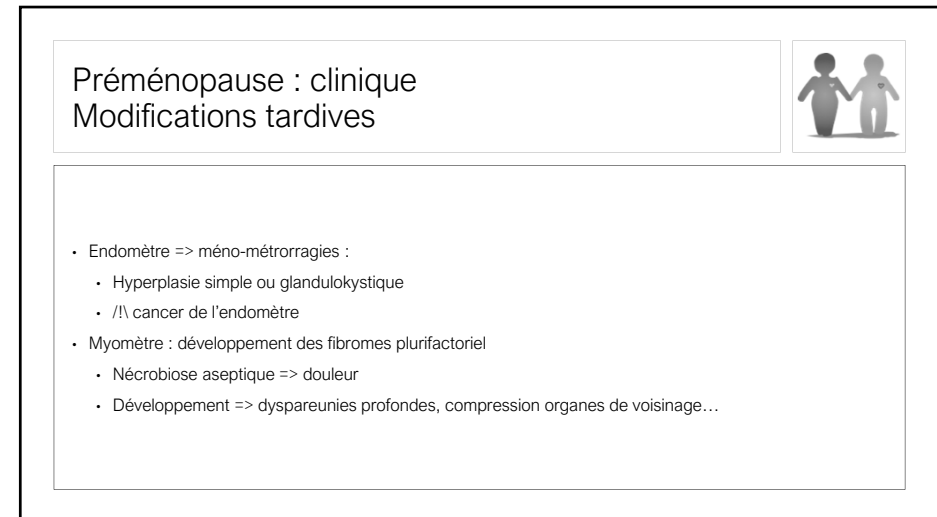 Préménopause : clinique
Modifications tardives
• Endomètre => méno-métrorragies :
• Hyperplasie simple ou glandulokystique
• /!\ cancer de l’endomètre
• Myomètre : développement des fibromes plurifactoriel
• Nécrobiose aseptique => douleur
• Développement => dyspareunies profondes, compression organes de voisinage…